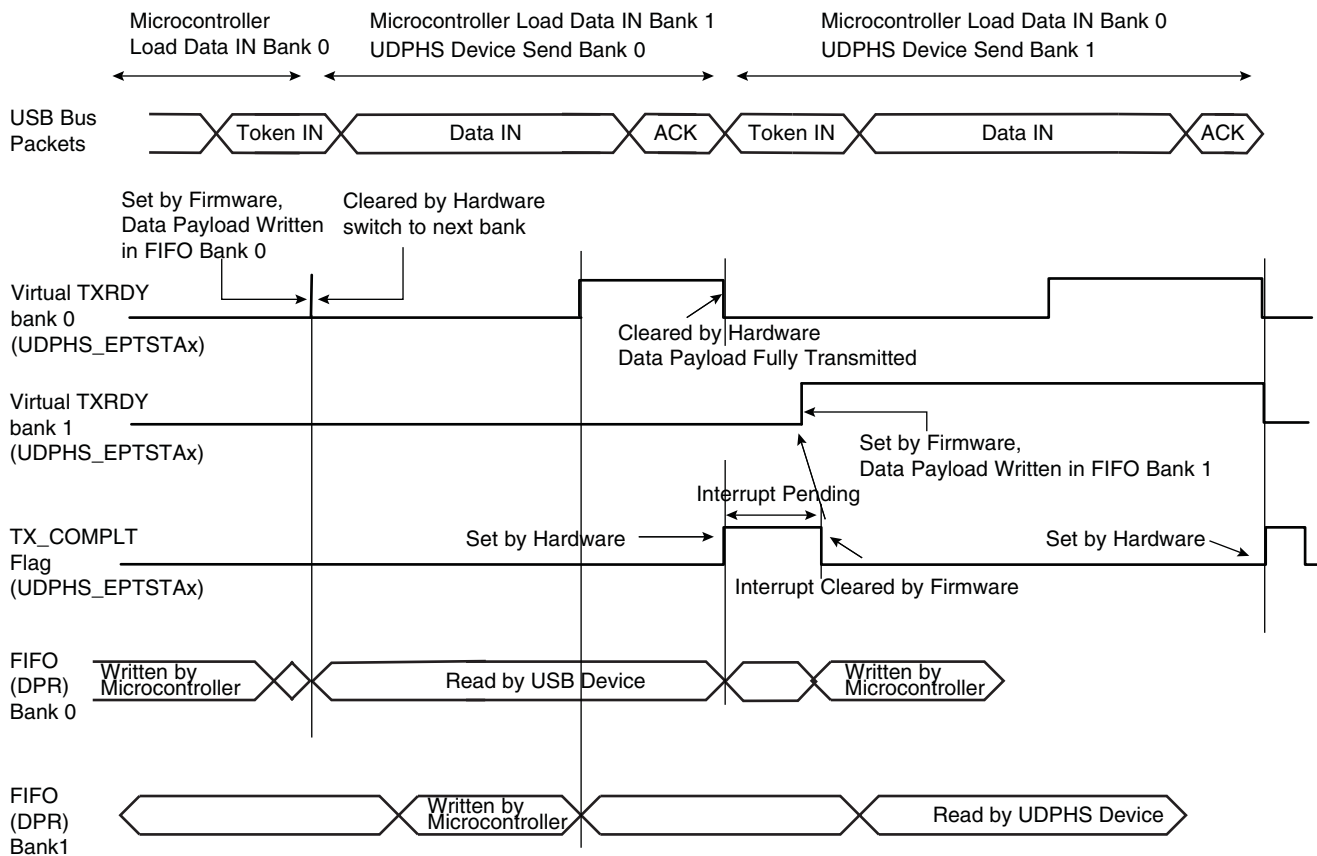 Microcontroller
Load Data IN Bank 0
Microcontroller Load Data IN Bank 1
UDPHS Device Send Bank 0
Microcontroller Load Data IN Bank 0
UDPHS Device Send Bank 1
USB Bus
Packets
Token IN
Data IN
ACK
Token IN
Data IN
ACK
Set by Firmware,
Data Payload Written
in FIFO Bank 0
Cleared by Hardware
switch to next bank
Virtual TXRDY
bank 0
(UDPHS_EPTSTAx)
Cleared by Hardware
Data Payload Fully Transmitted
Virtual TXRDY
bank 1
(UDPHS_EPTSTAx)
Set by Firmware,
Data Payload Written in FIFO Bank 1
Interrupt Pending
TX_COMPLT
Flag
(UDPHS_EPTSTAx)
Set by Hardware
Set by Hardware
Interrupt Cleared by Firmware
FIFO
(DPR)
Bank 0
Written by
Microcontroller
Read by USB Device
Written by
Microcontroller
FIFO
(DPR)
Bank1
Written by
Microcontroller
Read by UDPHS Device